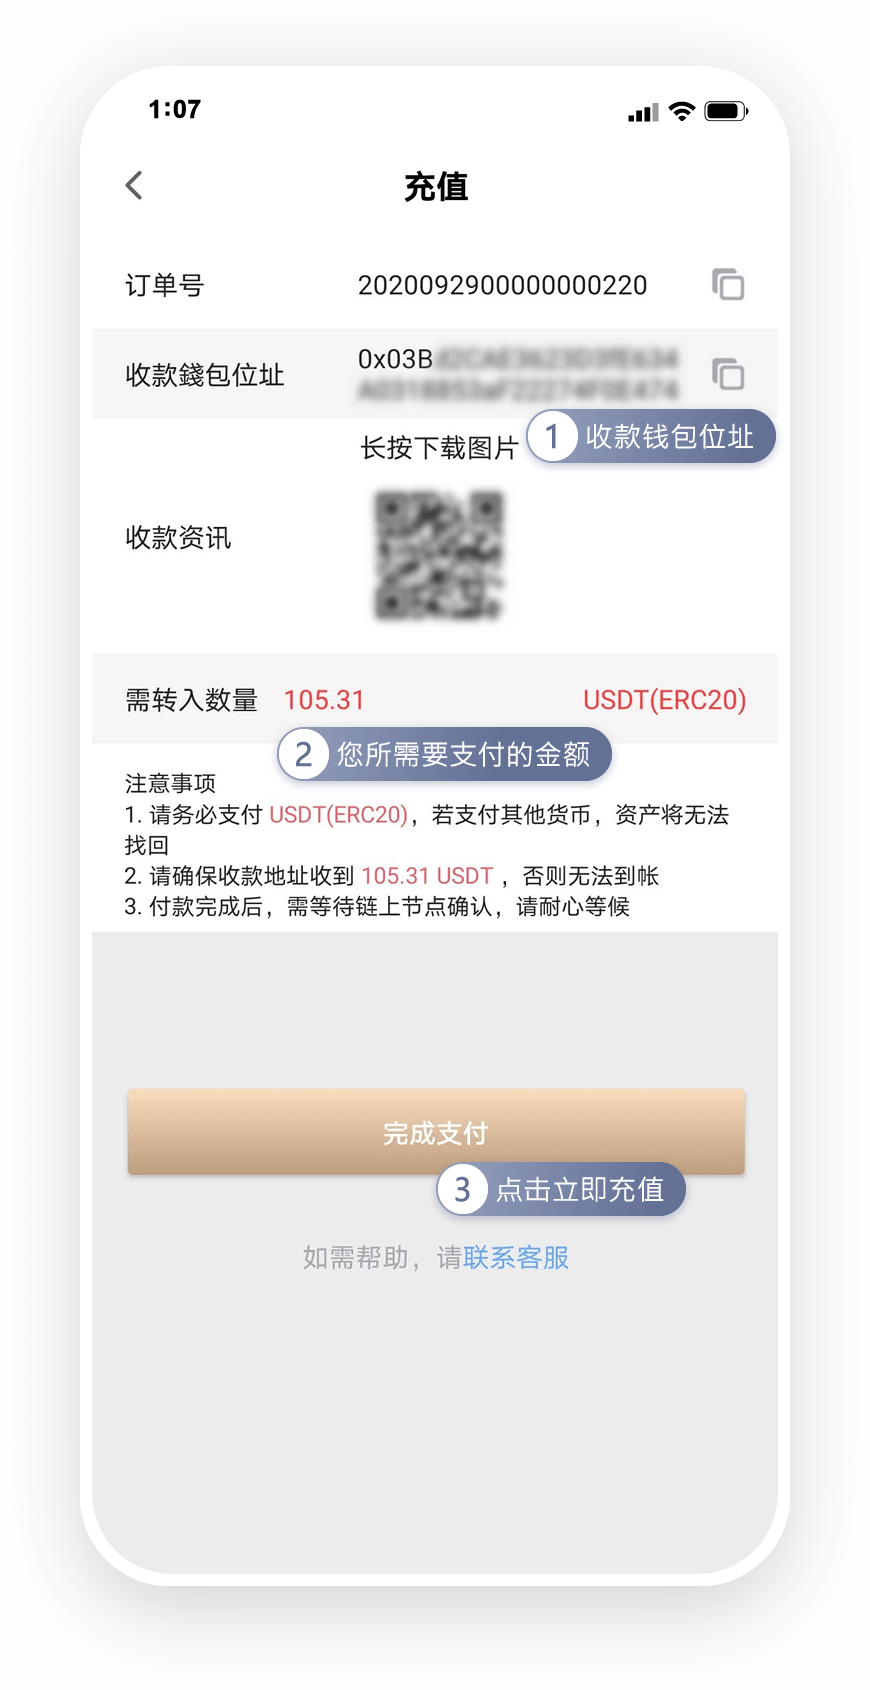 1:07
充值
订单号 2020092900000000220
收款錢包位址 0x03B
1 收款钱包位址
长按下载图片
收款资讯
需转入数量 105.31 USDT(ERC20)
2 您所需要支付的金额
注意事项
1. 请务必支付 USDT(ERC20)，若支付其他货币，资产将无法
找回
2. 请确保收款地址收到 105.31 USDT ，否则无法到帐
3. 付款完成后，需等待链上节点确认，请耐心等候
完成支付
3 点击立即充值
如需帮助，请联系客服